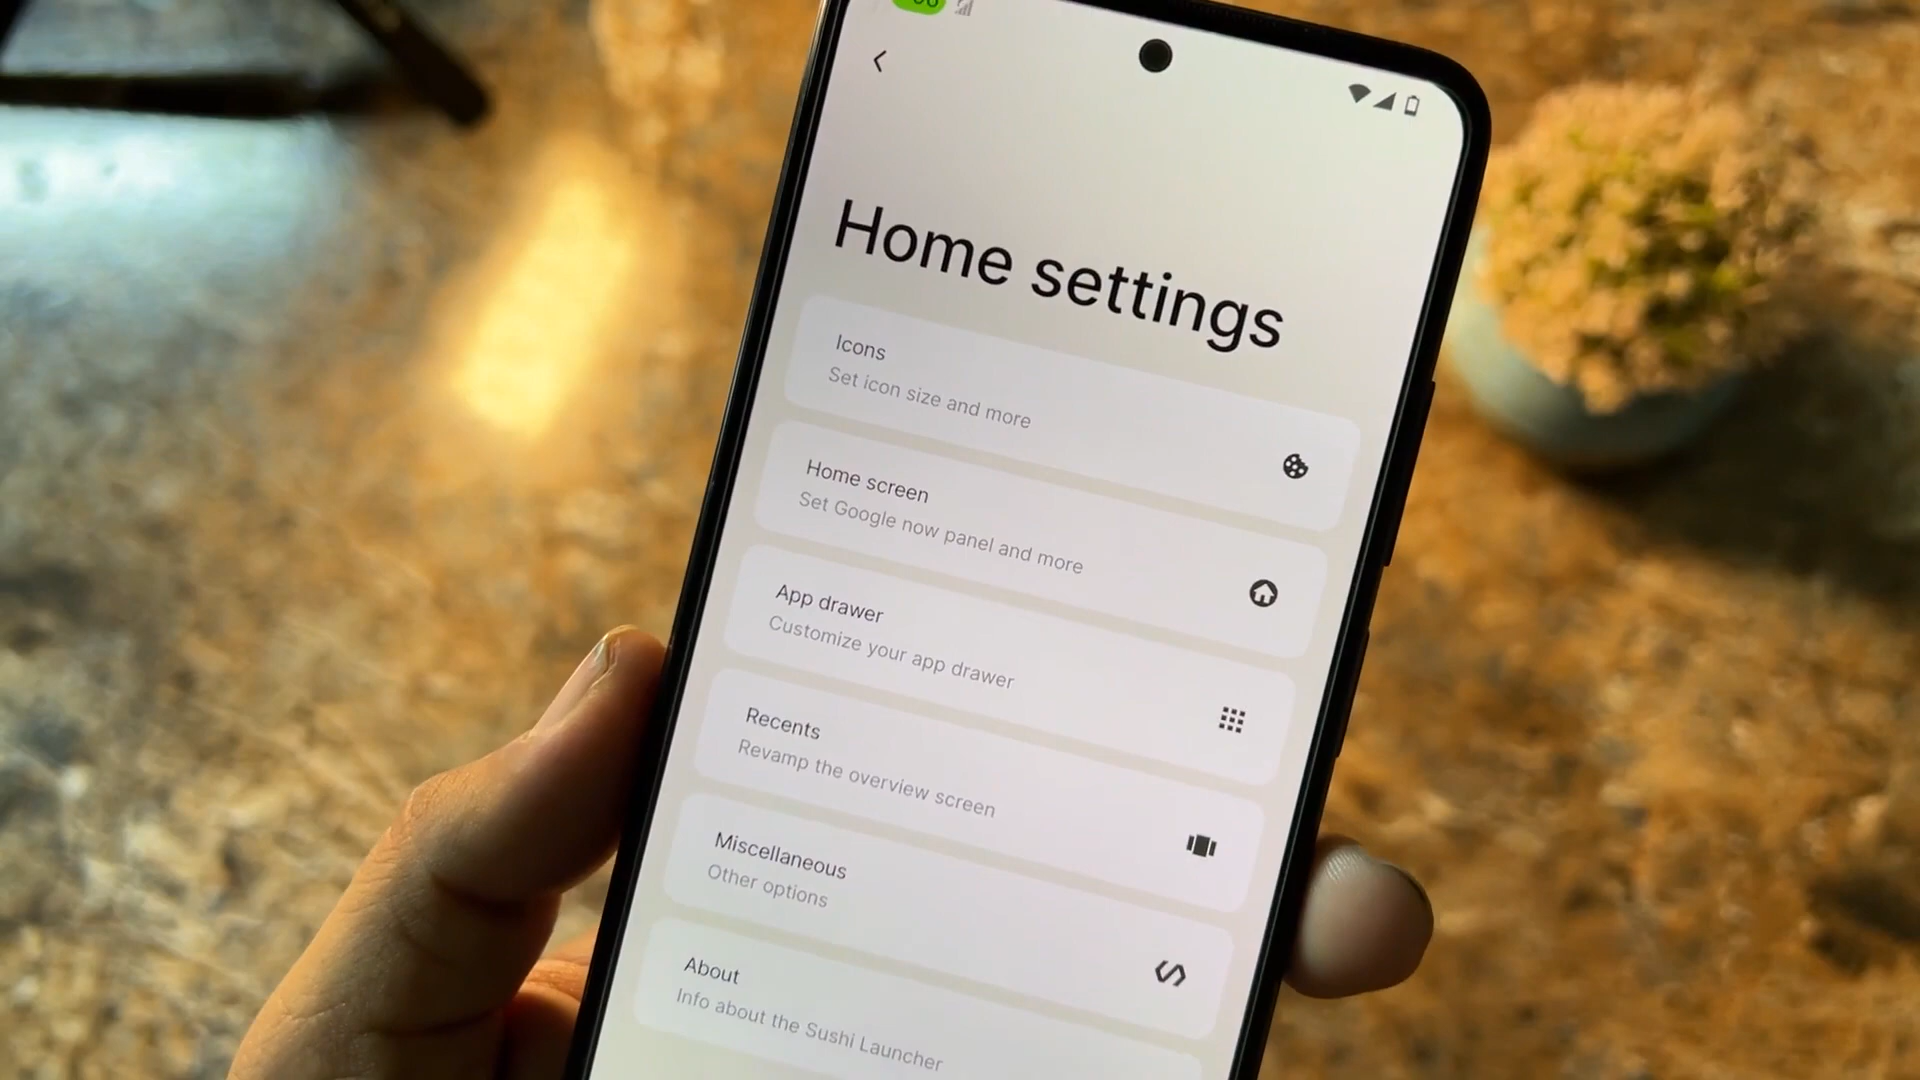 Home settings
Icons
Set icon size and more
Home screen
Set Google now panel and more
App drawer
Customize your app drawer
Recents
Revamp the overview screen
Miscellaneous
Other options
About
Info about the Sushi Launcher